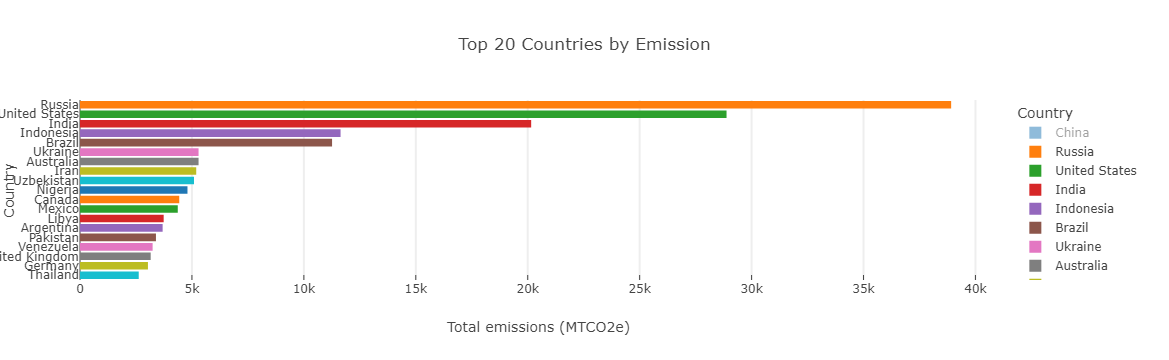 Top 20 Countries by Emission
Country
Russia
United States
India
Indonesia
Brazil
Ukraine
Australia
Iran
Uzbekistan
Nigeria
Canada
Mexico
Libya
Argentina
Pakistan
Venezuela
ited Kingdom
Germany
Thailand
0 5k 10k 15k 20k 25k 30k 35k 40k
Total emissions (MTCO2e)
Country
China
Russia
United States
India
Indonesia
Brazil
Ukraine
Australia